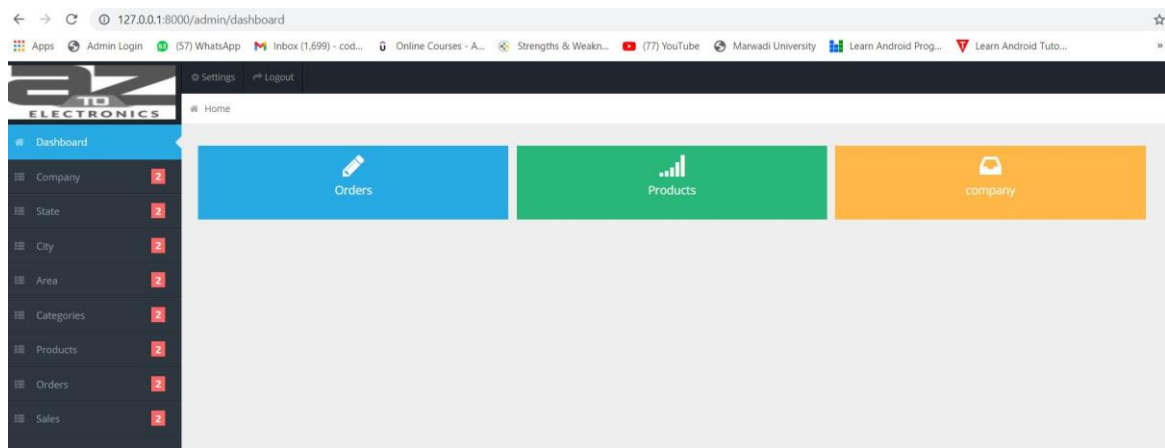 127.0.0.1:8000/admin/dashboard
Apps Admin Login (57) WhatsApp Inbox (1,699) - cod... Online Courses - A... Strengths & Weakn... (77) YouTube Marwadi University Learn Android Prog... Learn Android Tuto... »
Settings Logout
AZ
TO
ELECTRONICS
Home
Dashboard
Orders
Products
company
Company 2
State 2
City 2
Area 2
Categories 2
Products 2
Orders 2
Sales 2